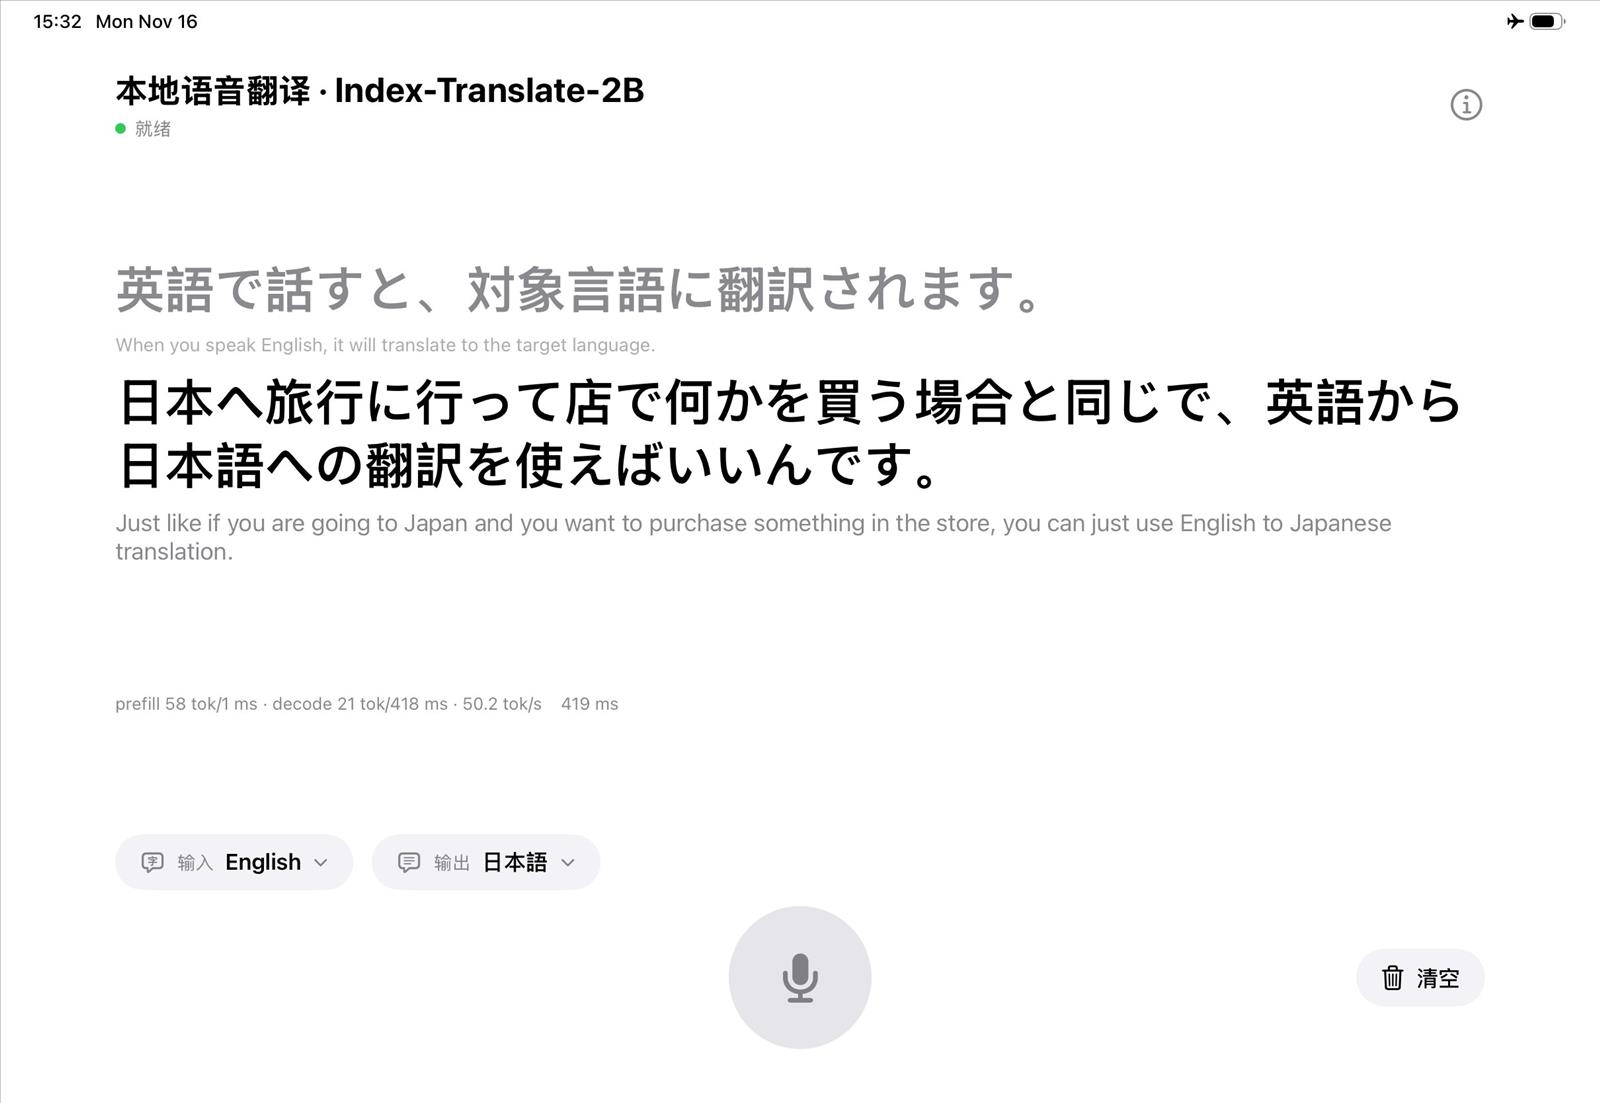 15:32 Mon Nov 16
本地语音翻译 · Index-Translate-2B
就绪
英語で話すと、対象言語に翻訳されます。
When you speak English, it will translate to the target language.
日本へ旅行に行って店で何かを買う場合と同じで、英語から
日本語への翻訳を使えばいいんです。
Just like if you are going to Japan and you want to purchase something in the store, you can just use English to Japanese
translation.
prefill 58 tok/1 ms · decode 21 tok/418 ms · 50.2 tok/s 419 ms
字 输入 English 输出 日本語
清空